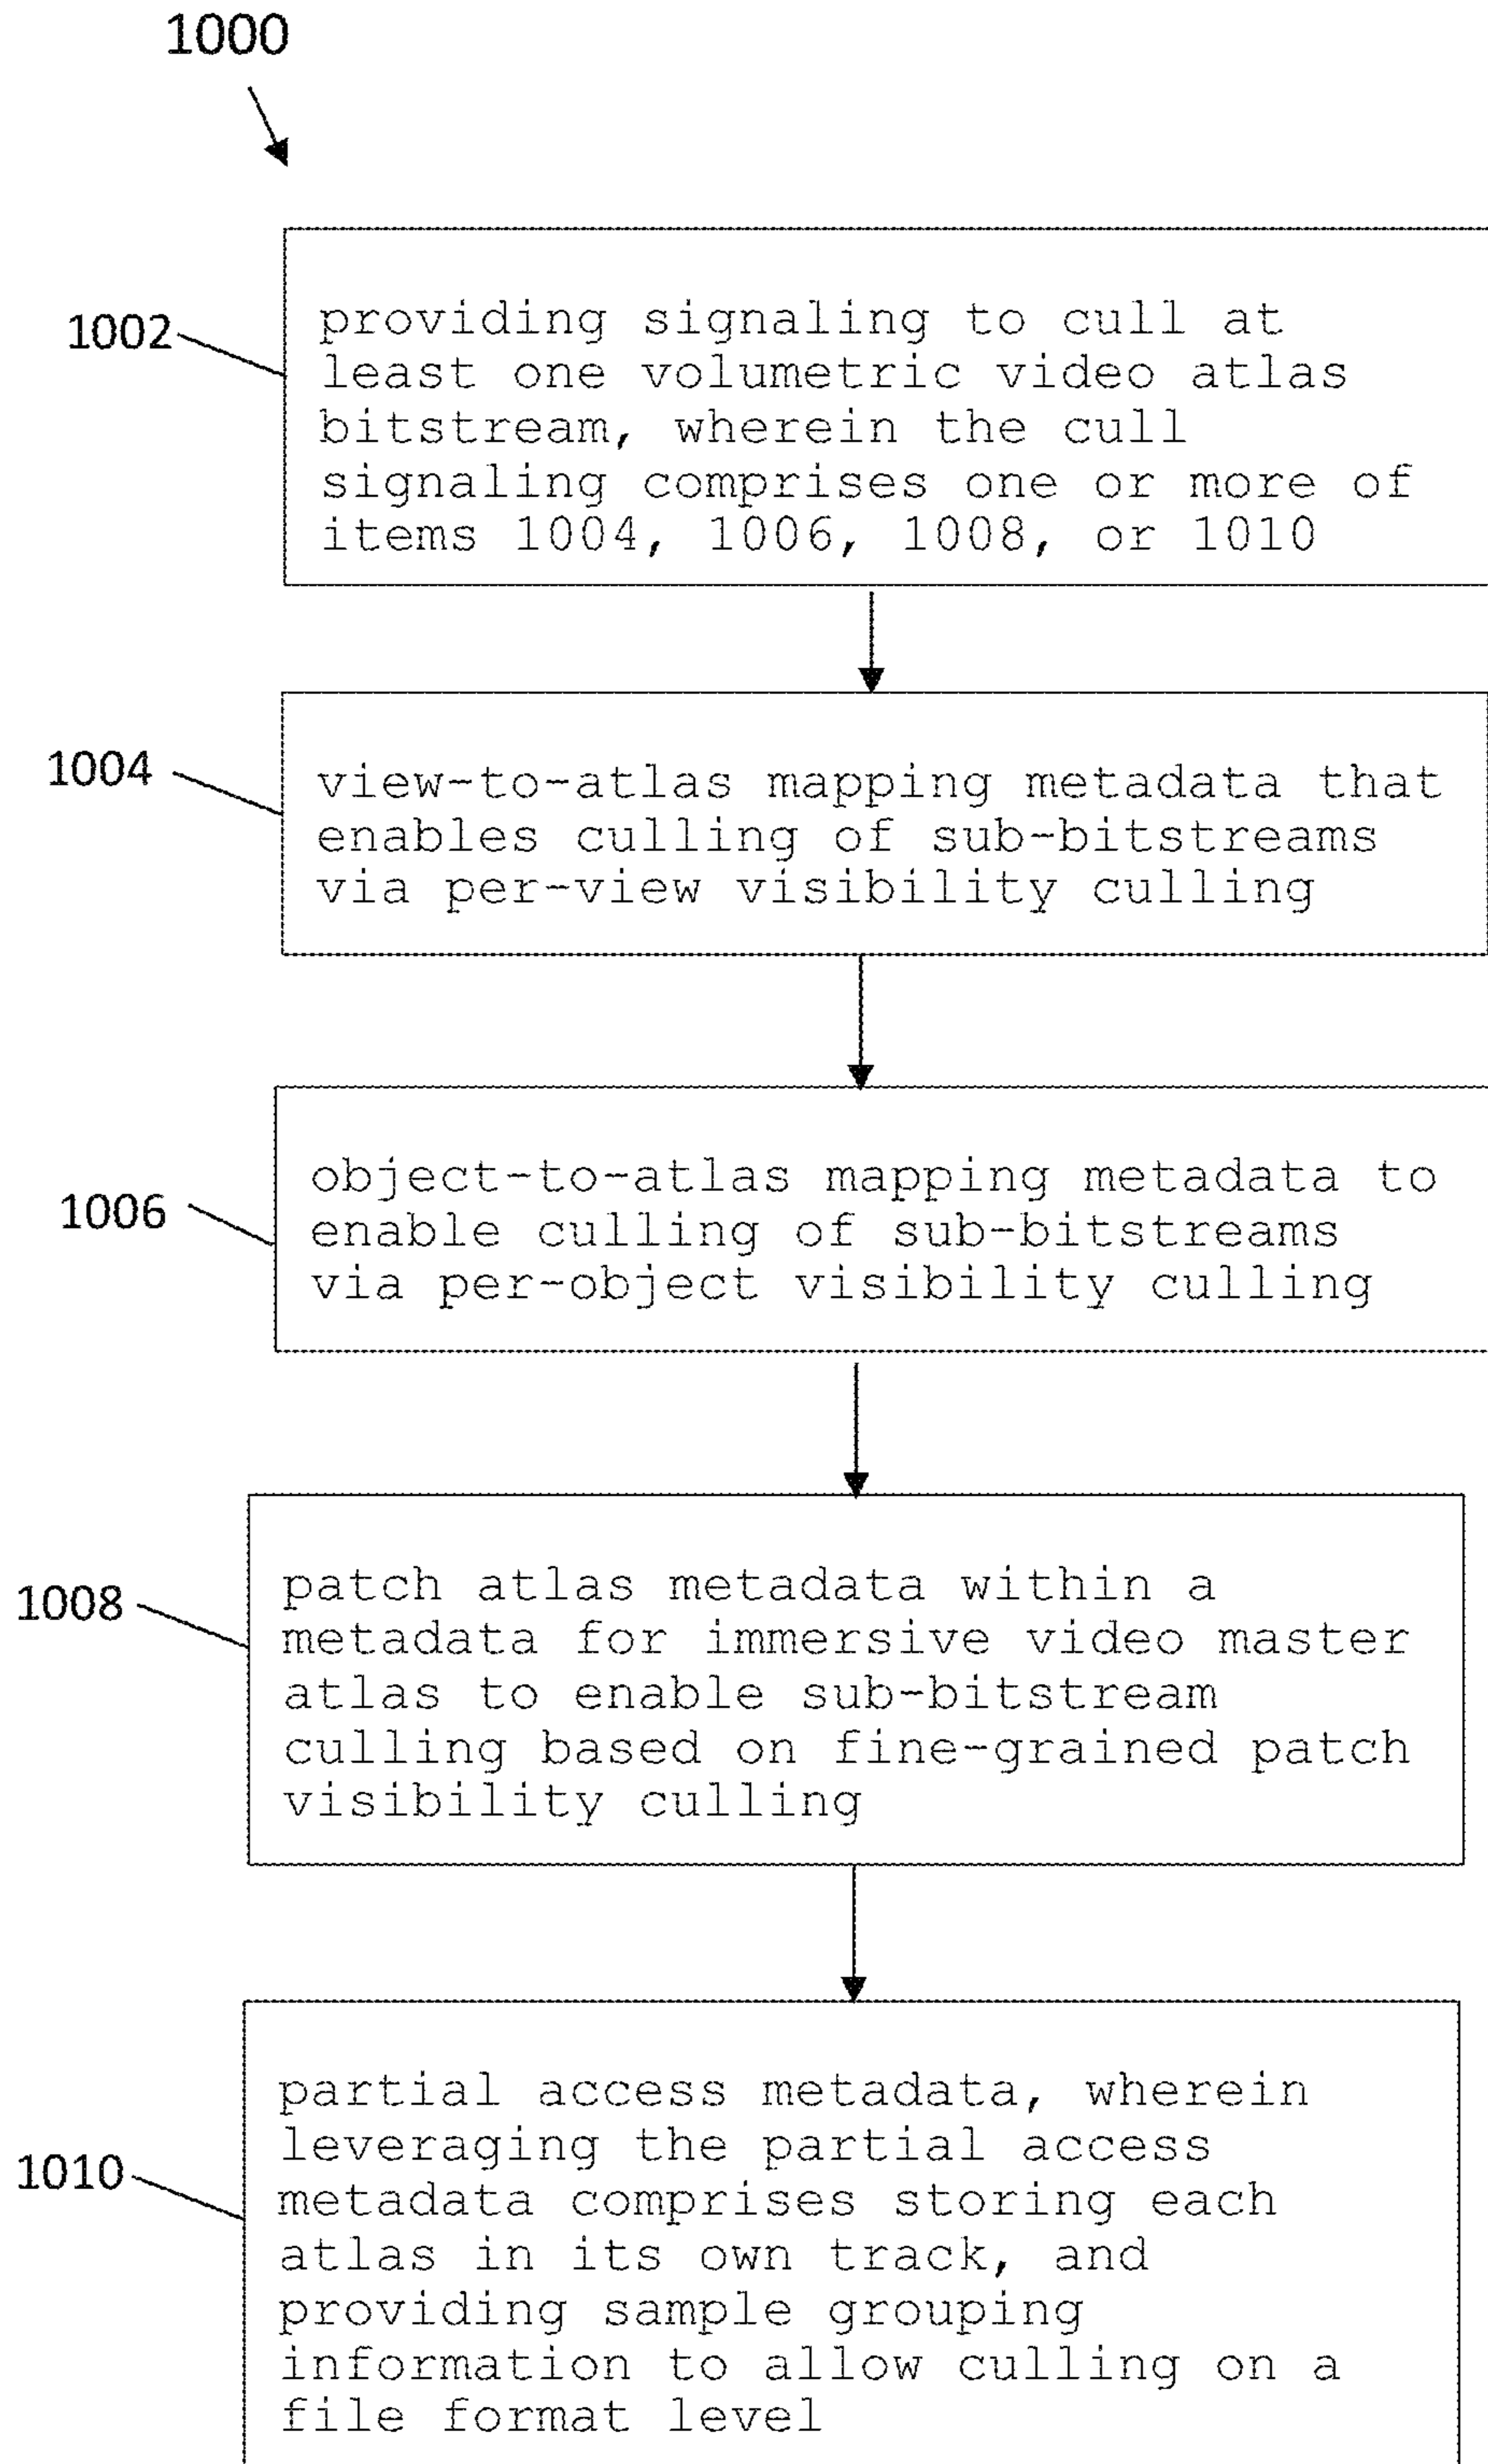 1000
1002
providing signaling to cull at
least one volumetric video atlas
bitstream, wherein the cull
signaling comprises one or more of
items 1004, 1006, 1008, or 1010
1004
view-to-atlas mapping metadata that
enables culling of sub-bitstreams
via per-view visibility culling
1006
object-to-atlas mapping metadata to
enable culling of sub-bitstreams
via per-object visibility culling
1008
patch atlas metadata within a
metadata for immersive video master
atlas to enable sub-bitstream
culling based on fine-grained patch
visibility culling
1010
partial access metadata, wherein
leveraging the partial access
metadata comprises storing each
atlas in its own track, and
providing sample grouping
information to allow culling on a
file format level